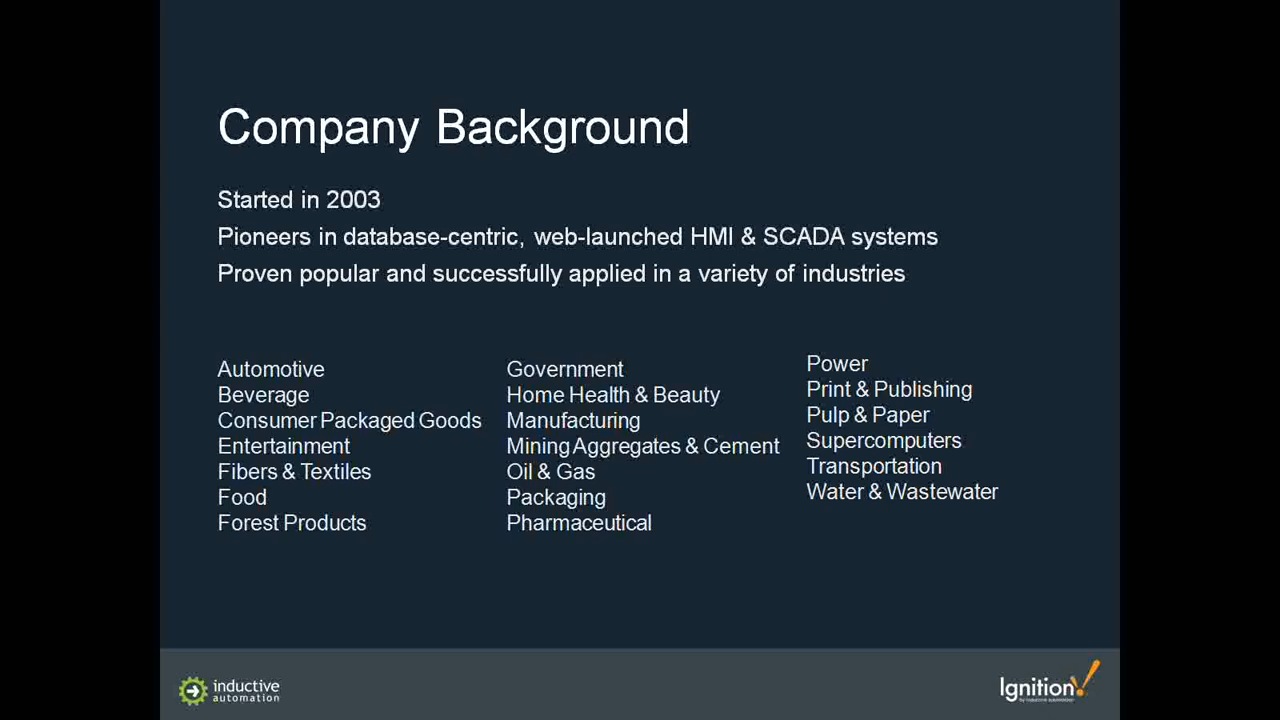 Company Background
Started in 2003
Pioneers in database-centric, web-launched HMI & SCADA systems
Proven popular and successfully applied in a variety of industries
Automotive
Beverage
Consumer Packaged Goods
Entertainment
Fibers & Textiles
Food
Forest Products
Government
Home Health & Beauty
Manufacturing
Mining Aggregates & Cement
Oil & Gas
Packaging
Pharmaceutical
Power
Print & Publishing
Pulp & Paper
Supercomputers
Transportation
Water & Wastewater
inductive
automation
Ignition!
by inductive automation